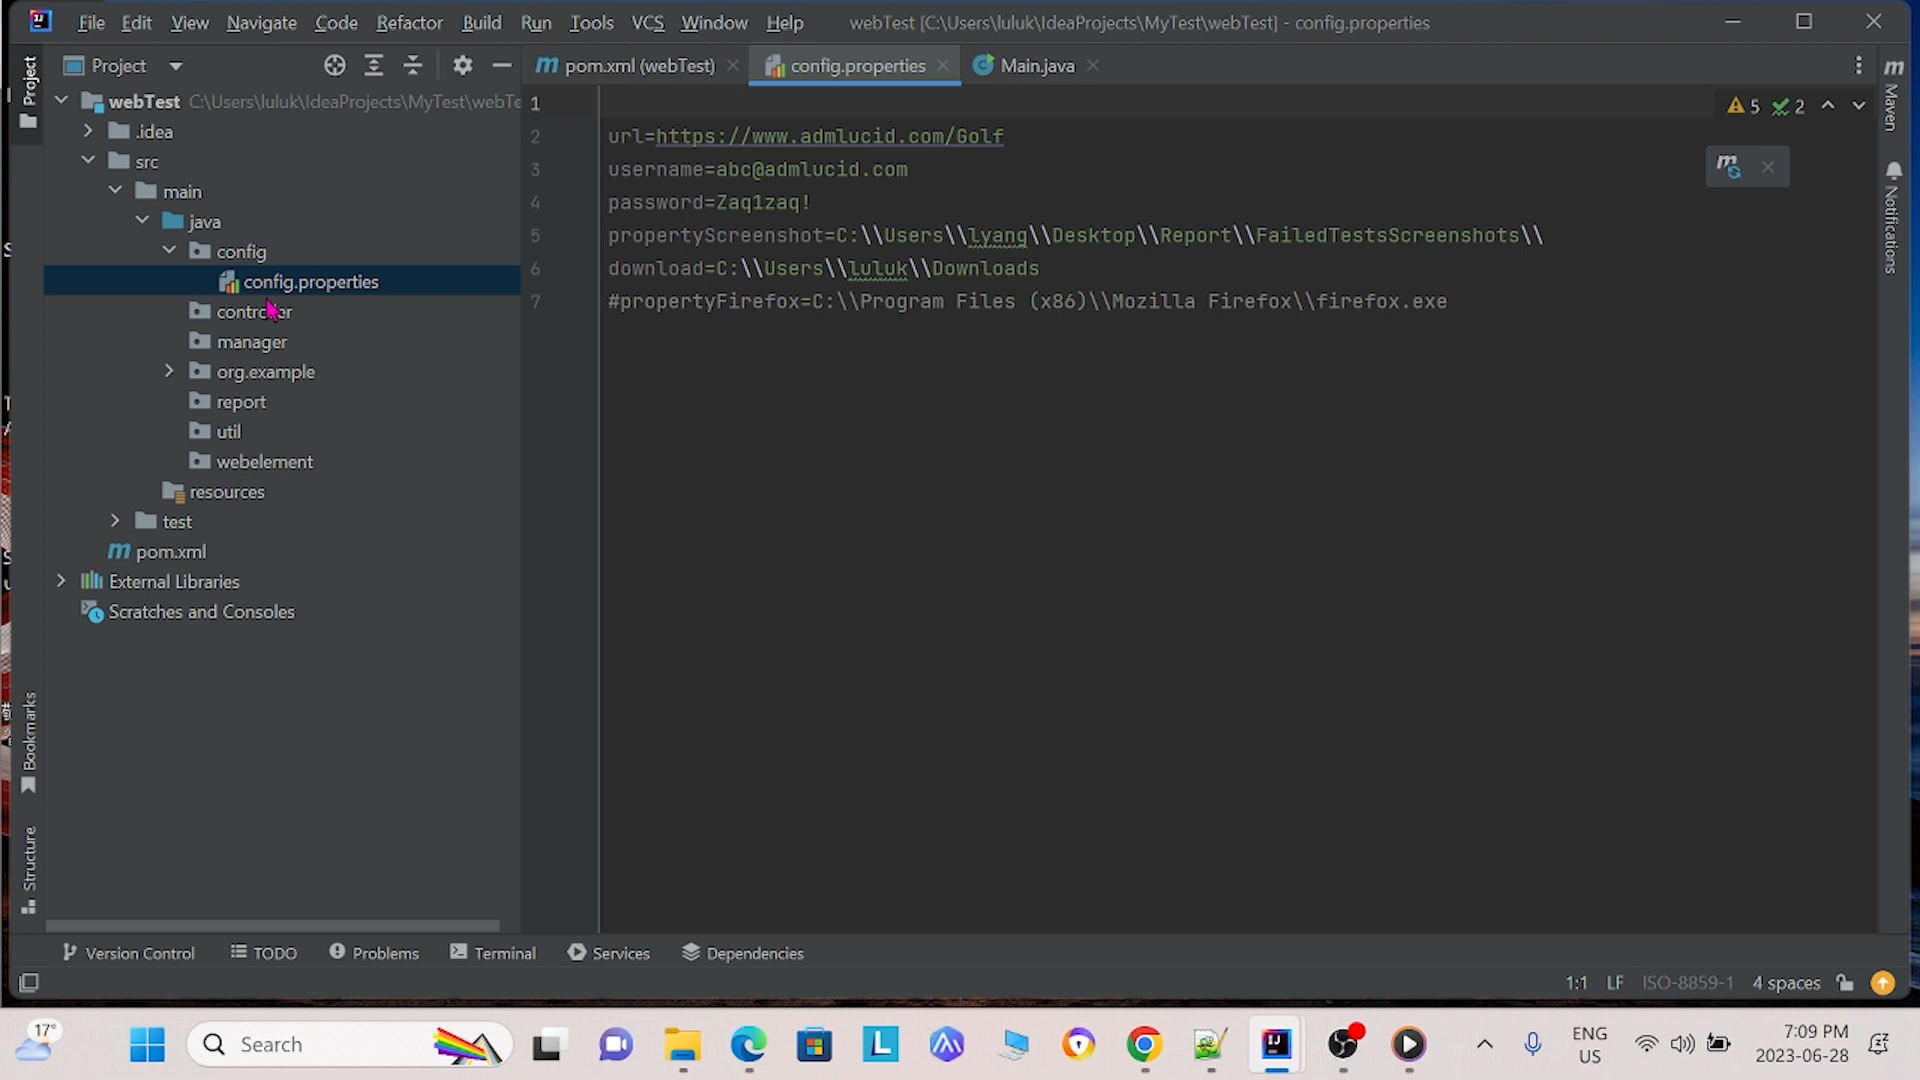 File Edit View Navigate Code Refactor Build Run Tools VCS Window Help webTest [C:\Users\luluk\IdeaProjects\MyTest\webTest] - config.properties
Project
pom.xml (webTest)
config.properties
Main.java
Project
webTest C:\Users\luluk\IdeaProjects\MyTest\webTe
.idea
src
main
java
config
config.properties
manager
org.example
report
util
webelement
resources
test
pom.xml
External Libraries
Scratches and Consoles
1
2 url=https://www.admlucid.com/Golf
3 username=abc@admlucid.com
4 password=Zaq1zaq!
5 propertyScreenshot=C:\\Users\\lyang\\Desktop\\Report\\FailedTestsScreenshots\\
6 download=C:\\Users\\luluk\\Downloads
7 #propertyFirefox=C:\\Program Files (x86)\\Mozilla Firefox\\firefox.exe
5 2
Maven
Notifications
Bookmarks
Structure
Version Control TODO Problems Terminal Services Dependencies
1:1 LF ISO-8859-1 4 spaces
17°
Search
ENG
US
7:09 PM
2023-06-28